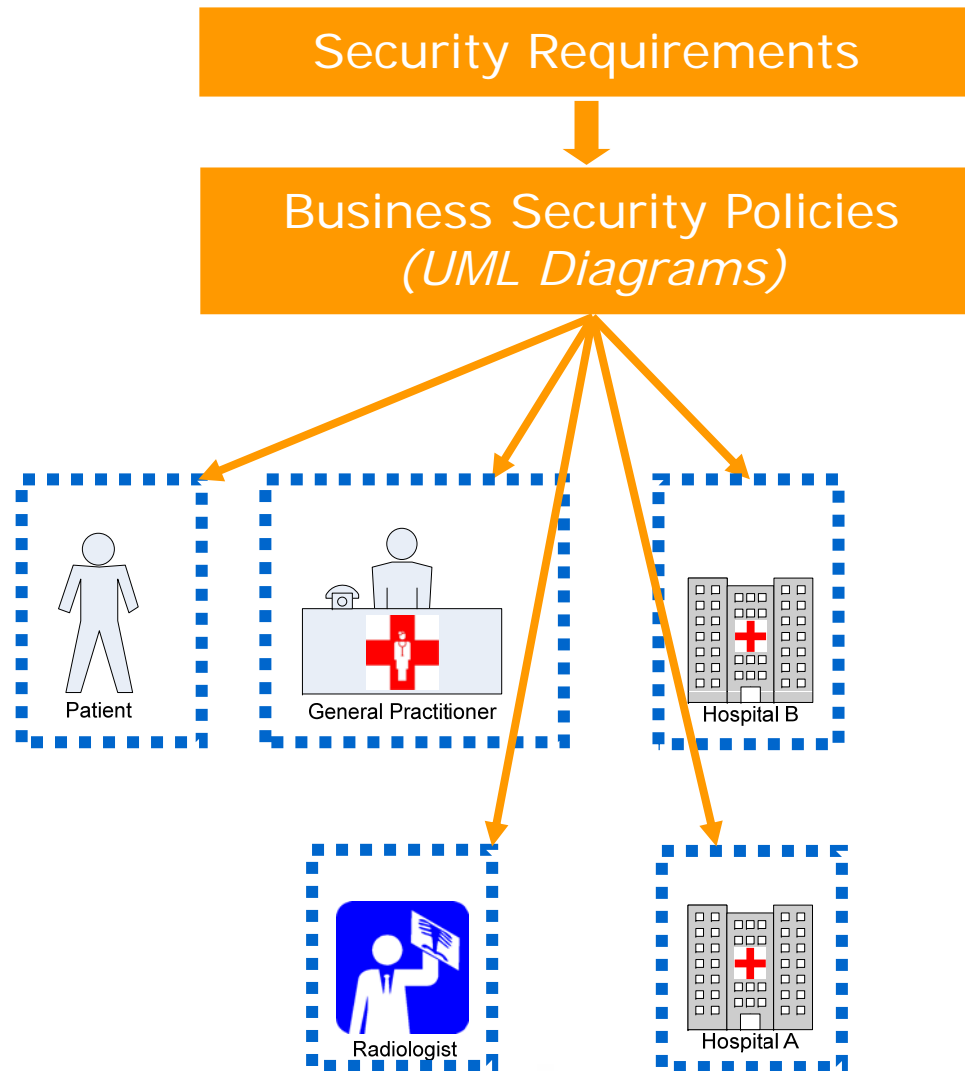 Security Requirements
Business Security Policies
(UML Diagrams)
Patient
General Practitioner
Hospital B
Radiologist
Hospital A